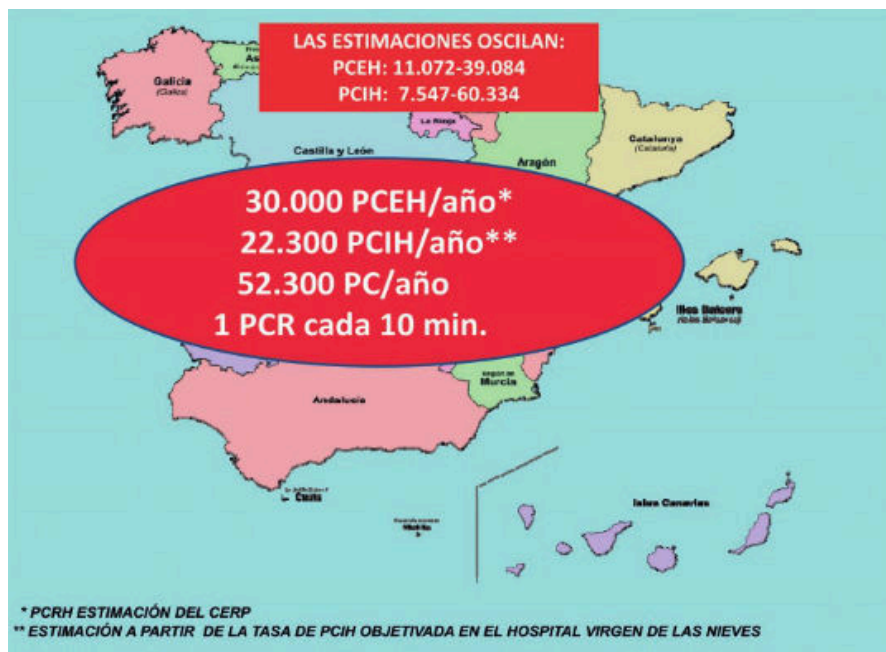 LAS ESTIMACIONES OSCILAN:
PCEH: 11.072-39.084
PCIH: 7.547-60.334
As
Galicia
(Galiza)
La Rioja
Castilla y León
Aragón
Catalunya
(Cataluña)
30.000 PCEH/año*
22.300 PCIH/año**
52.300 PC/año
1 PCR cada 10 min.
Illes Balears
Murcia
Andalucía
Ceuta
Melilla
Islas Canarias
* PCRH ESTIMACIÓN DEL CERP
** ESTIMACIÓN A PARTIR DE LA TASA DE PCIH OBJETIVADA EN EL HOSPITAL VIRGEN DE LAS NIEVES